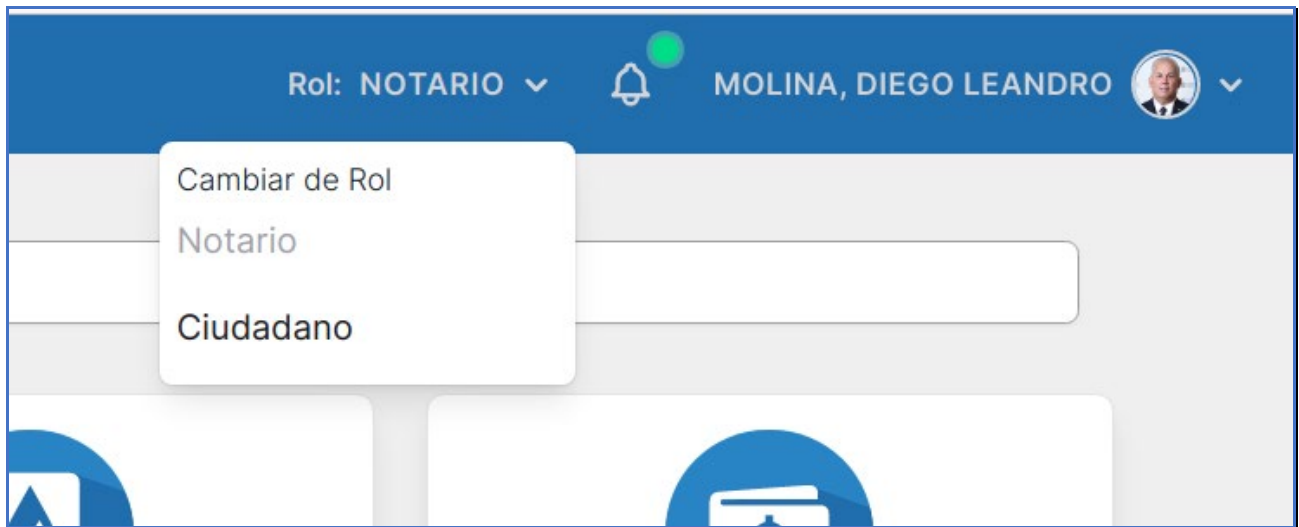 Rol: NOTARIO MOLINA, DIEGO LEANDRO
Cambiar de Rol
Notario
Ciudadano